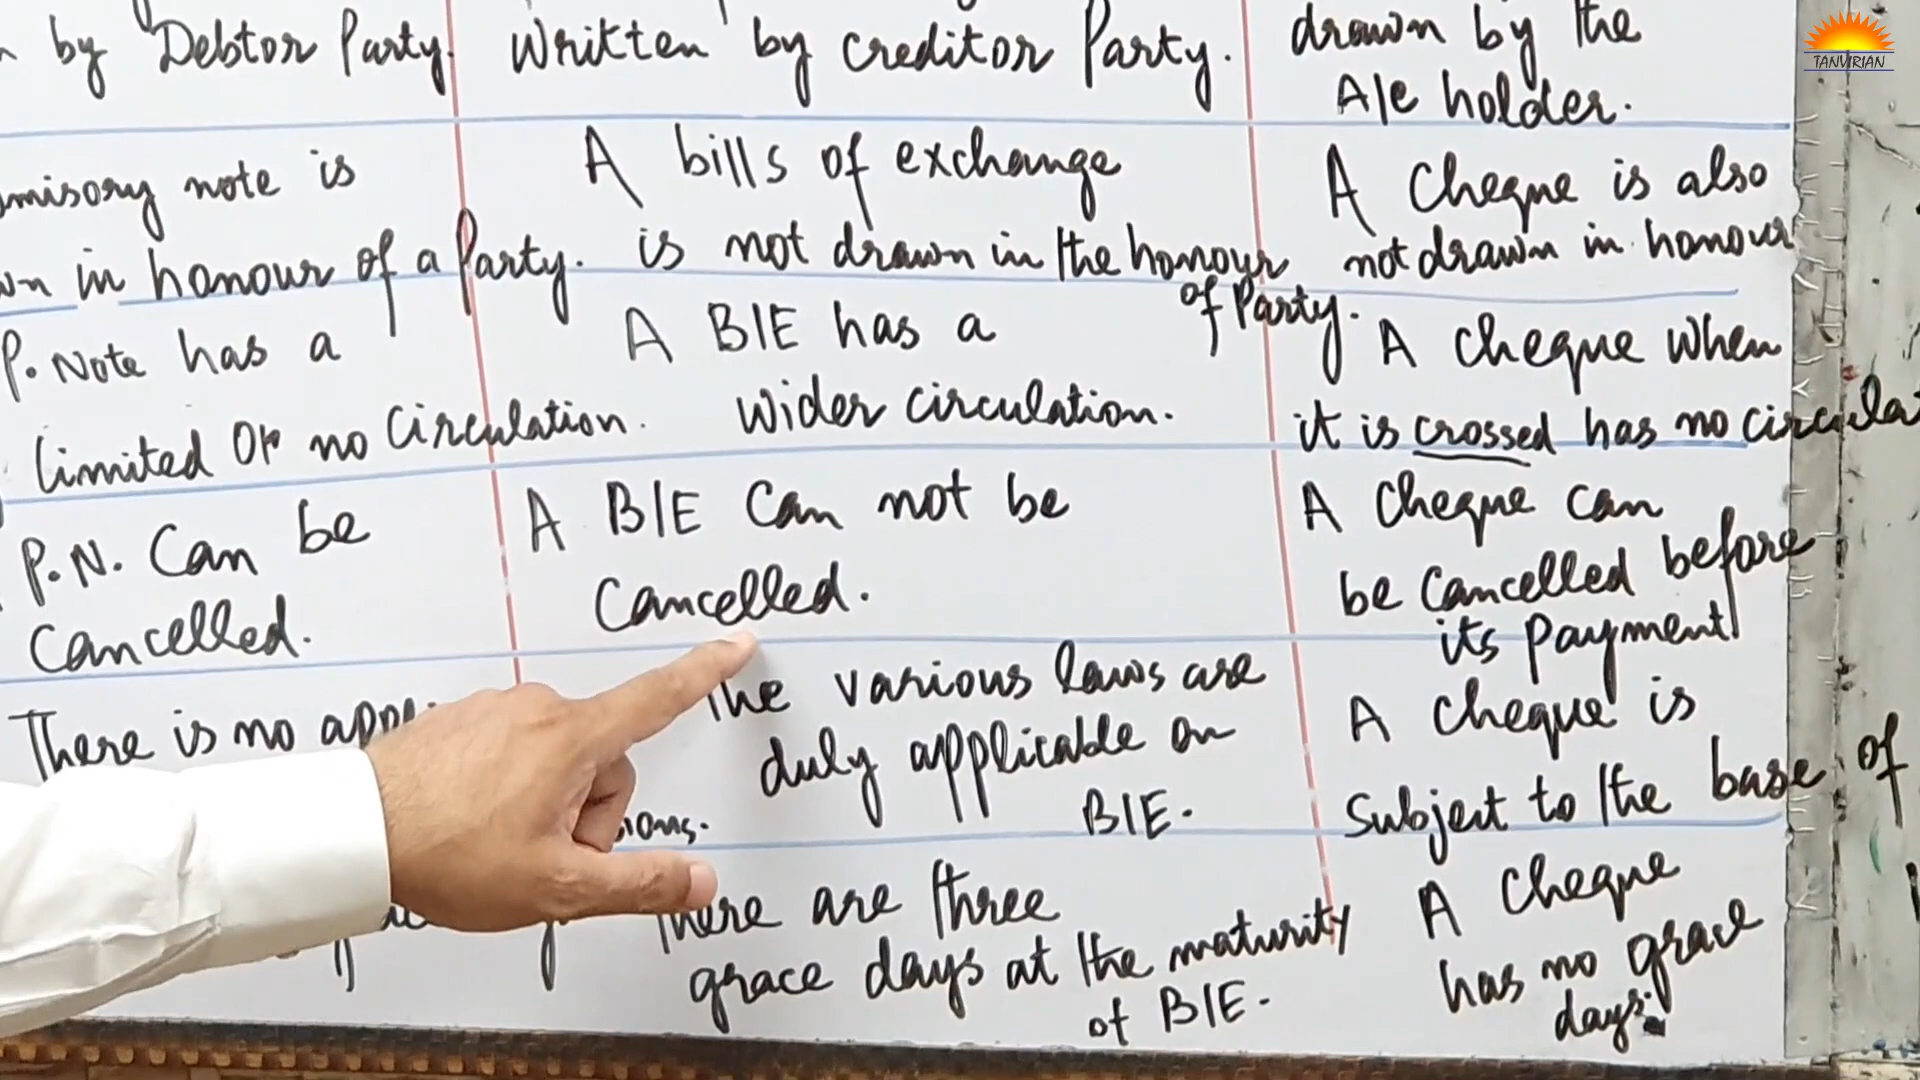 by Debtor Party.
misory note is
in honour of a Party.
P. Note has a
limited or no circulation.
P.N. Can be
Cancelled.
There is no
Written by creditor Party.
A bills of exchange
is not drawn in the honour
of Party.
A B/E has a
wider circulation.
A B/E Can not be
Cancelled.
The various laws are
duly applicable on
B/E.
There are three
grace days at the maturity
of B/E.
drawn by the
A/c holder.
A Cheque is also
not drawn in honour
A cheque when
it is crossed has no circulat
A Cheque can
be cancelled before
its payment
A cheque is
Subject to the base of
A cheque
has no grace
days.
TANVIRIAN